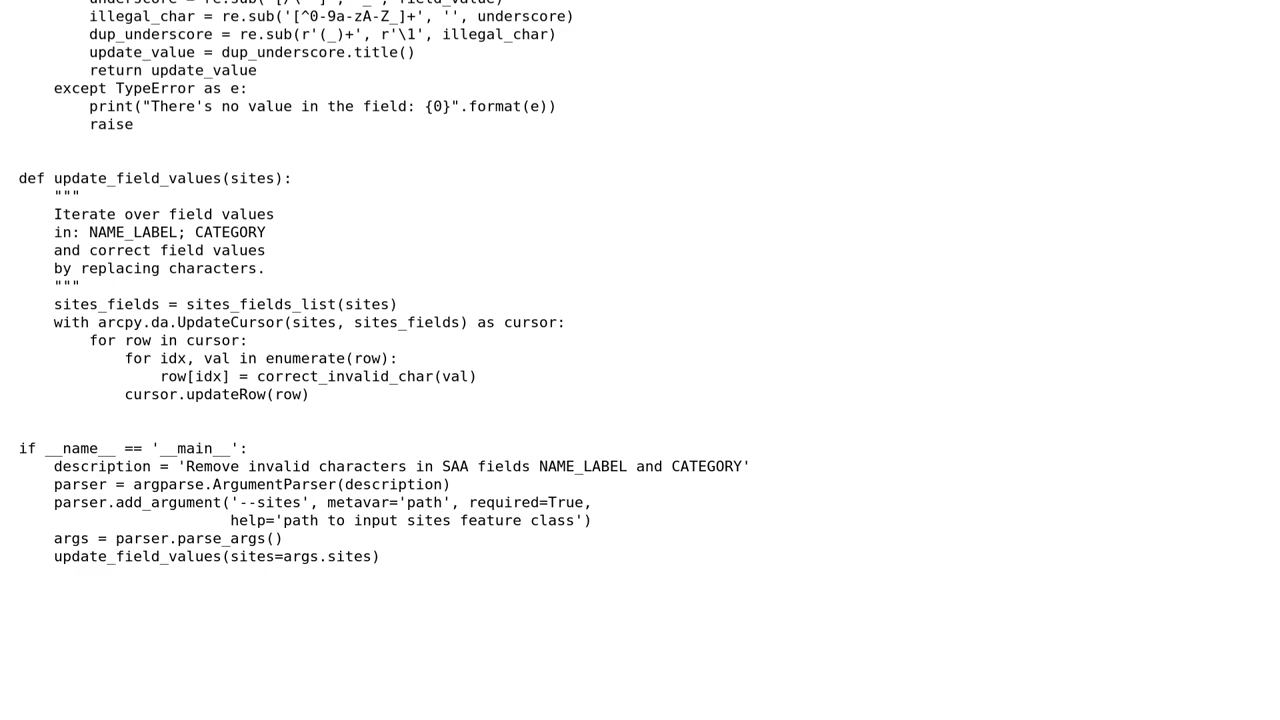 illegal_char = re.sub('[^0-9a-zA-Z_]+', '', underscore)
dup_underscore = re.sub(r'(_)+', r'\1', illegal_char)
update_value = dup_underscore.title()
return update_value
except TypeError as e:
print("There's no value in the field: {0}".format(e))
raise
def update_field_values(sites):
"""
Iterate over field values
in: NAME_LABEL; CATEGORY
and correct field values
by replacing characters.
"""
sites_fields = sites_fields_list(sites)
with arcpy.da.UpdateCursor(sites, sites_fields) as cursor:
for row in cursor:
for idx, val in enumerate(row):
row[idx] = correct_invalid_char(val)
cursor.updateRow(row)
if __name__ == '__main__':
description = 'Remove invalid characters in SAA fields NAME_LABEL and CATEGORY'
parser = argparse.ArgumentParser(description)
parser.add_argument('--sites', metavar='path', required=True,
help='path to input sites feature class')
args = parser.parse_args()
update_field_values(sites=args.sites)